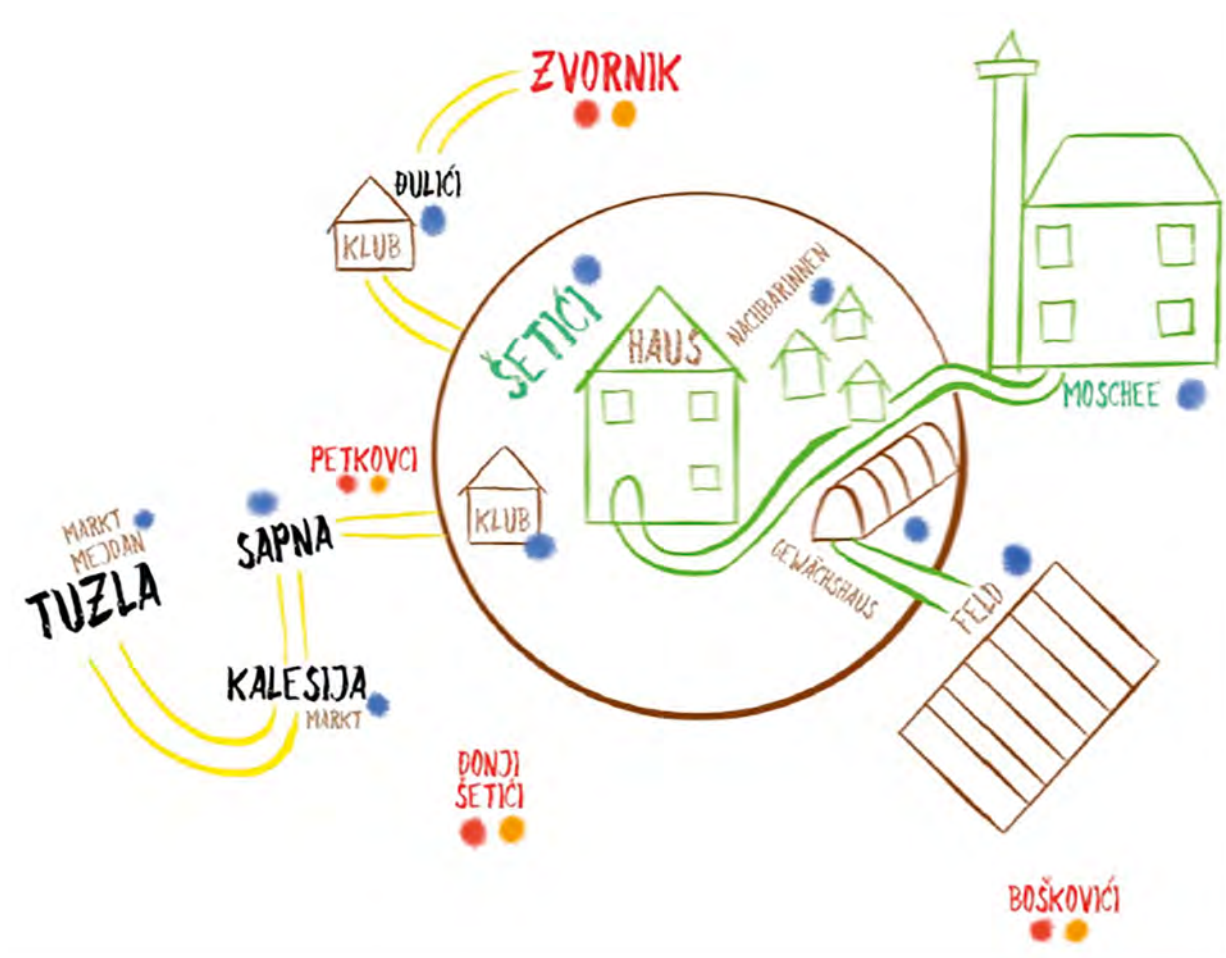 ZVORNIK
ĐULIĆI
KLUB
ŠETIĆI
HAUS
NACHBARINNEN
MOSCHEE
PETKOVCI
KLUB
SAPNA
MARKT
MEJDAN
TUZLA
GEWÄCHSHAUS
FELD
KALESIJA
MARKT
DONJI
ŠETIĆI
BOŠKOVIĆI